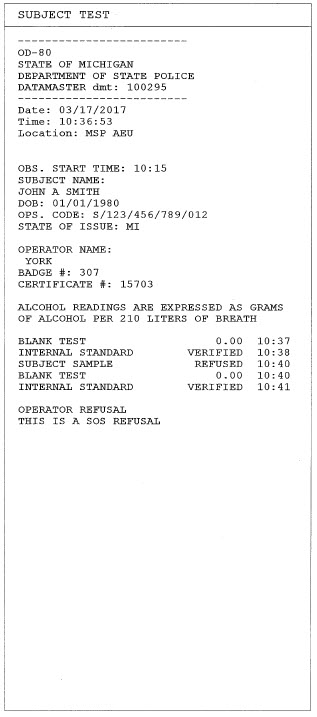 SUBJECT TEST
------------------------
OD-80
STATE OF MICHIGAN
DEPARTMENT OF STATE POLICE
DATAMASTER dmt: 100295
------------------------
Date: 03/17/2017
Time: 10:36:53
Location: MSP AEU
OBS. START TIME: 10:15
SUBJECT NAME:
JOHN A SMITH
DOB: 01/01/1980
OPS. CODE: S/123/456/789/012
STATE OF ISSUE: MI
OPERATOR NAME:
YORK
BADGE #: 307
CERTIFICATE #: 15703
ALCOHOL READINGS ARE EXPRESSED AS GRAMS
OF ALCOHOL PER 210 LITERS OF BREATH
BLANK TEST 0.00 10:37
INTERNAL STANDARD VERIFIED 10:38
SUBJECT SAMPLE REFUSED 10:40
BLANK TEST 0.00 10:40
INTERNAL STANDARD VERIFIED 10:41
OPERATOR REFUSAL
THIS IS A SOS REFUSAL